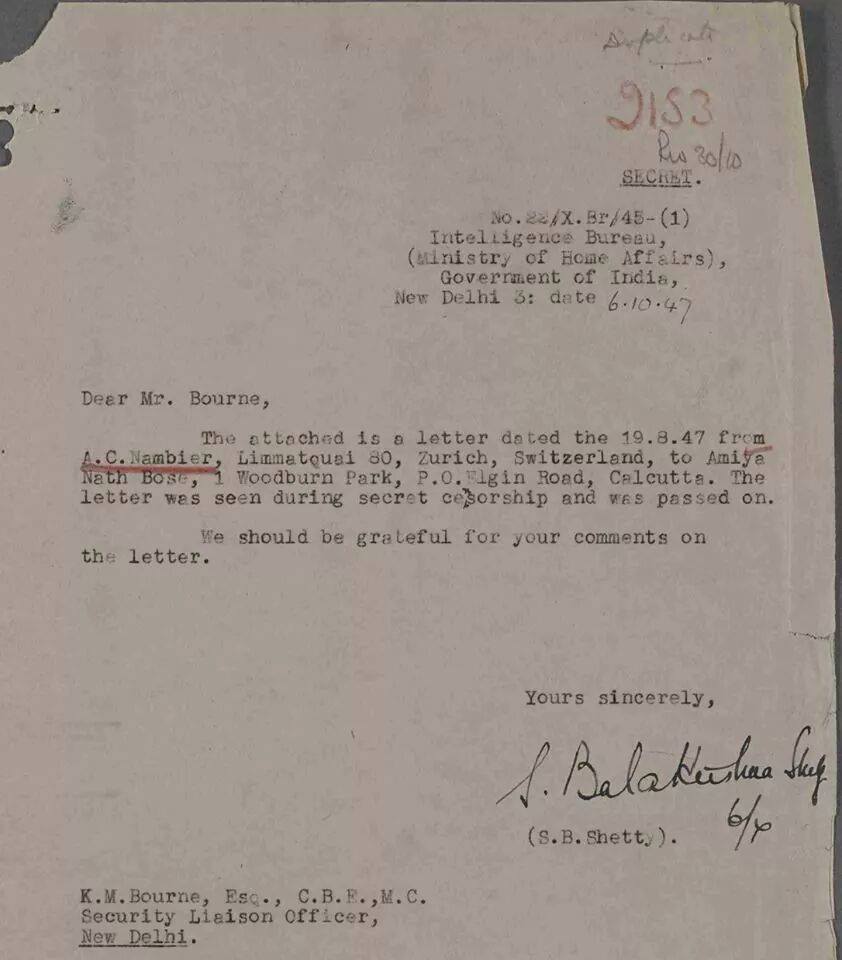 Duplicate
9153
30/10
SECRET.
No.22/X.Br/45-(1)
Intelligence Bureau,
(Ministry of Home Affairs),
Government of India,
New Delhi 3: date 6.10.47
Dear Mr. Bourne,
The attached is a letter dated the 19.8.47 from
A.C.Nambier, Limmatquai 80, Zurich, Switzerland, to Amiya
Nath Bose, 1 Woodburn Park, P.O.Elgin Road, Calcutta. The
letter was seen during secret cesorship and was passed on.
We should be grateful for your comments on
the letter.
Yours sincerely,
S. Balakrishna Shetty
6/x
(S.B.Shetty).
K.M.Bourne, Esq., C.B.E.,M.C.
Security Liaison Officer,
New Delhi.